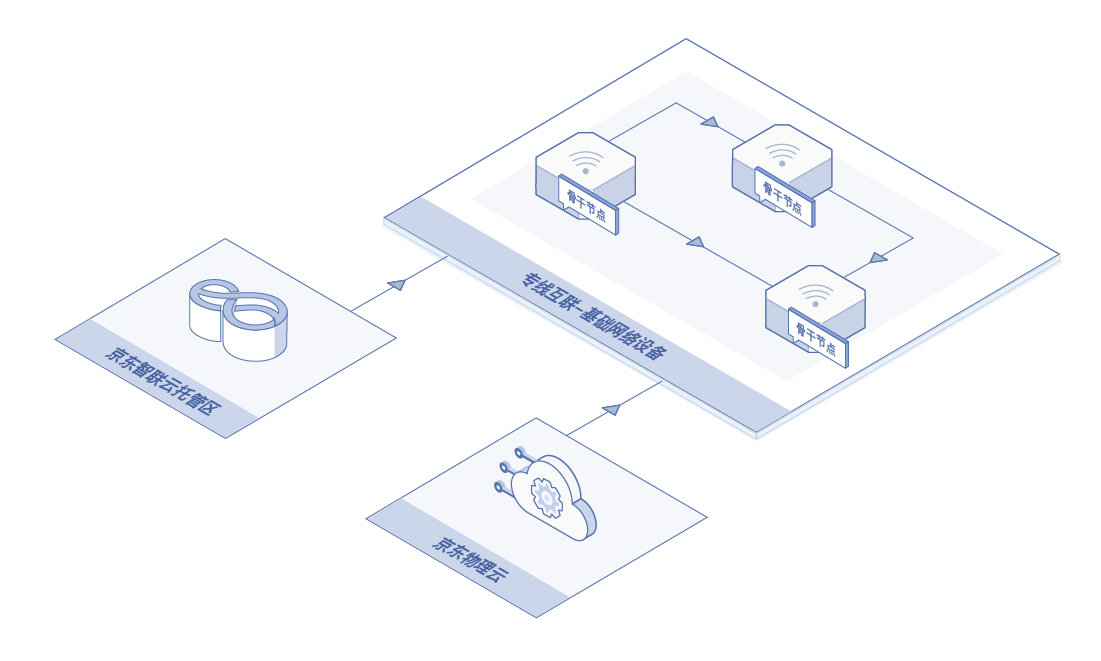 骨干节点
骨干节点
骨干节点
专线互联-基础网络设备
京东智联云托管区
京东物理云